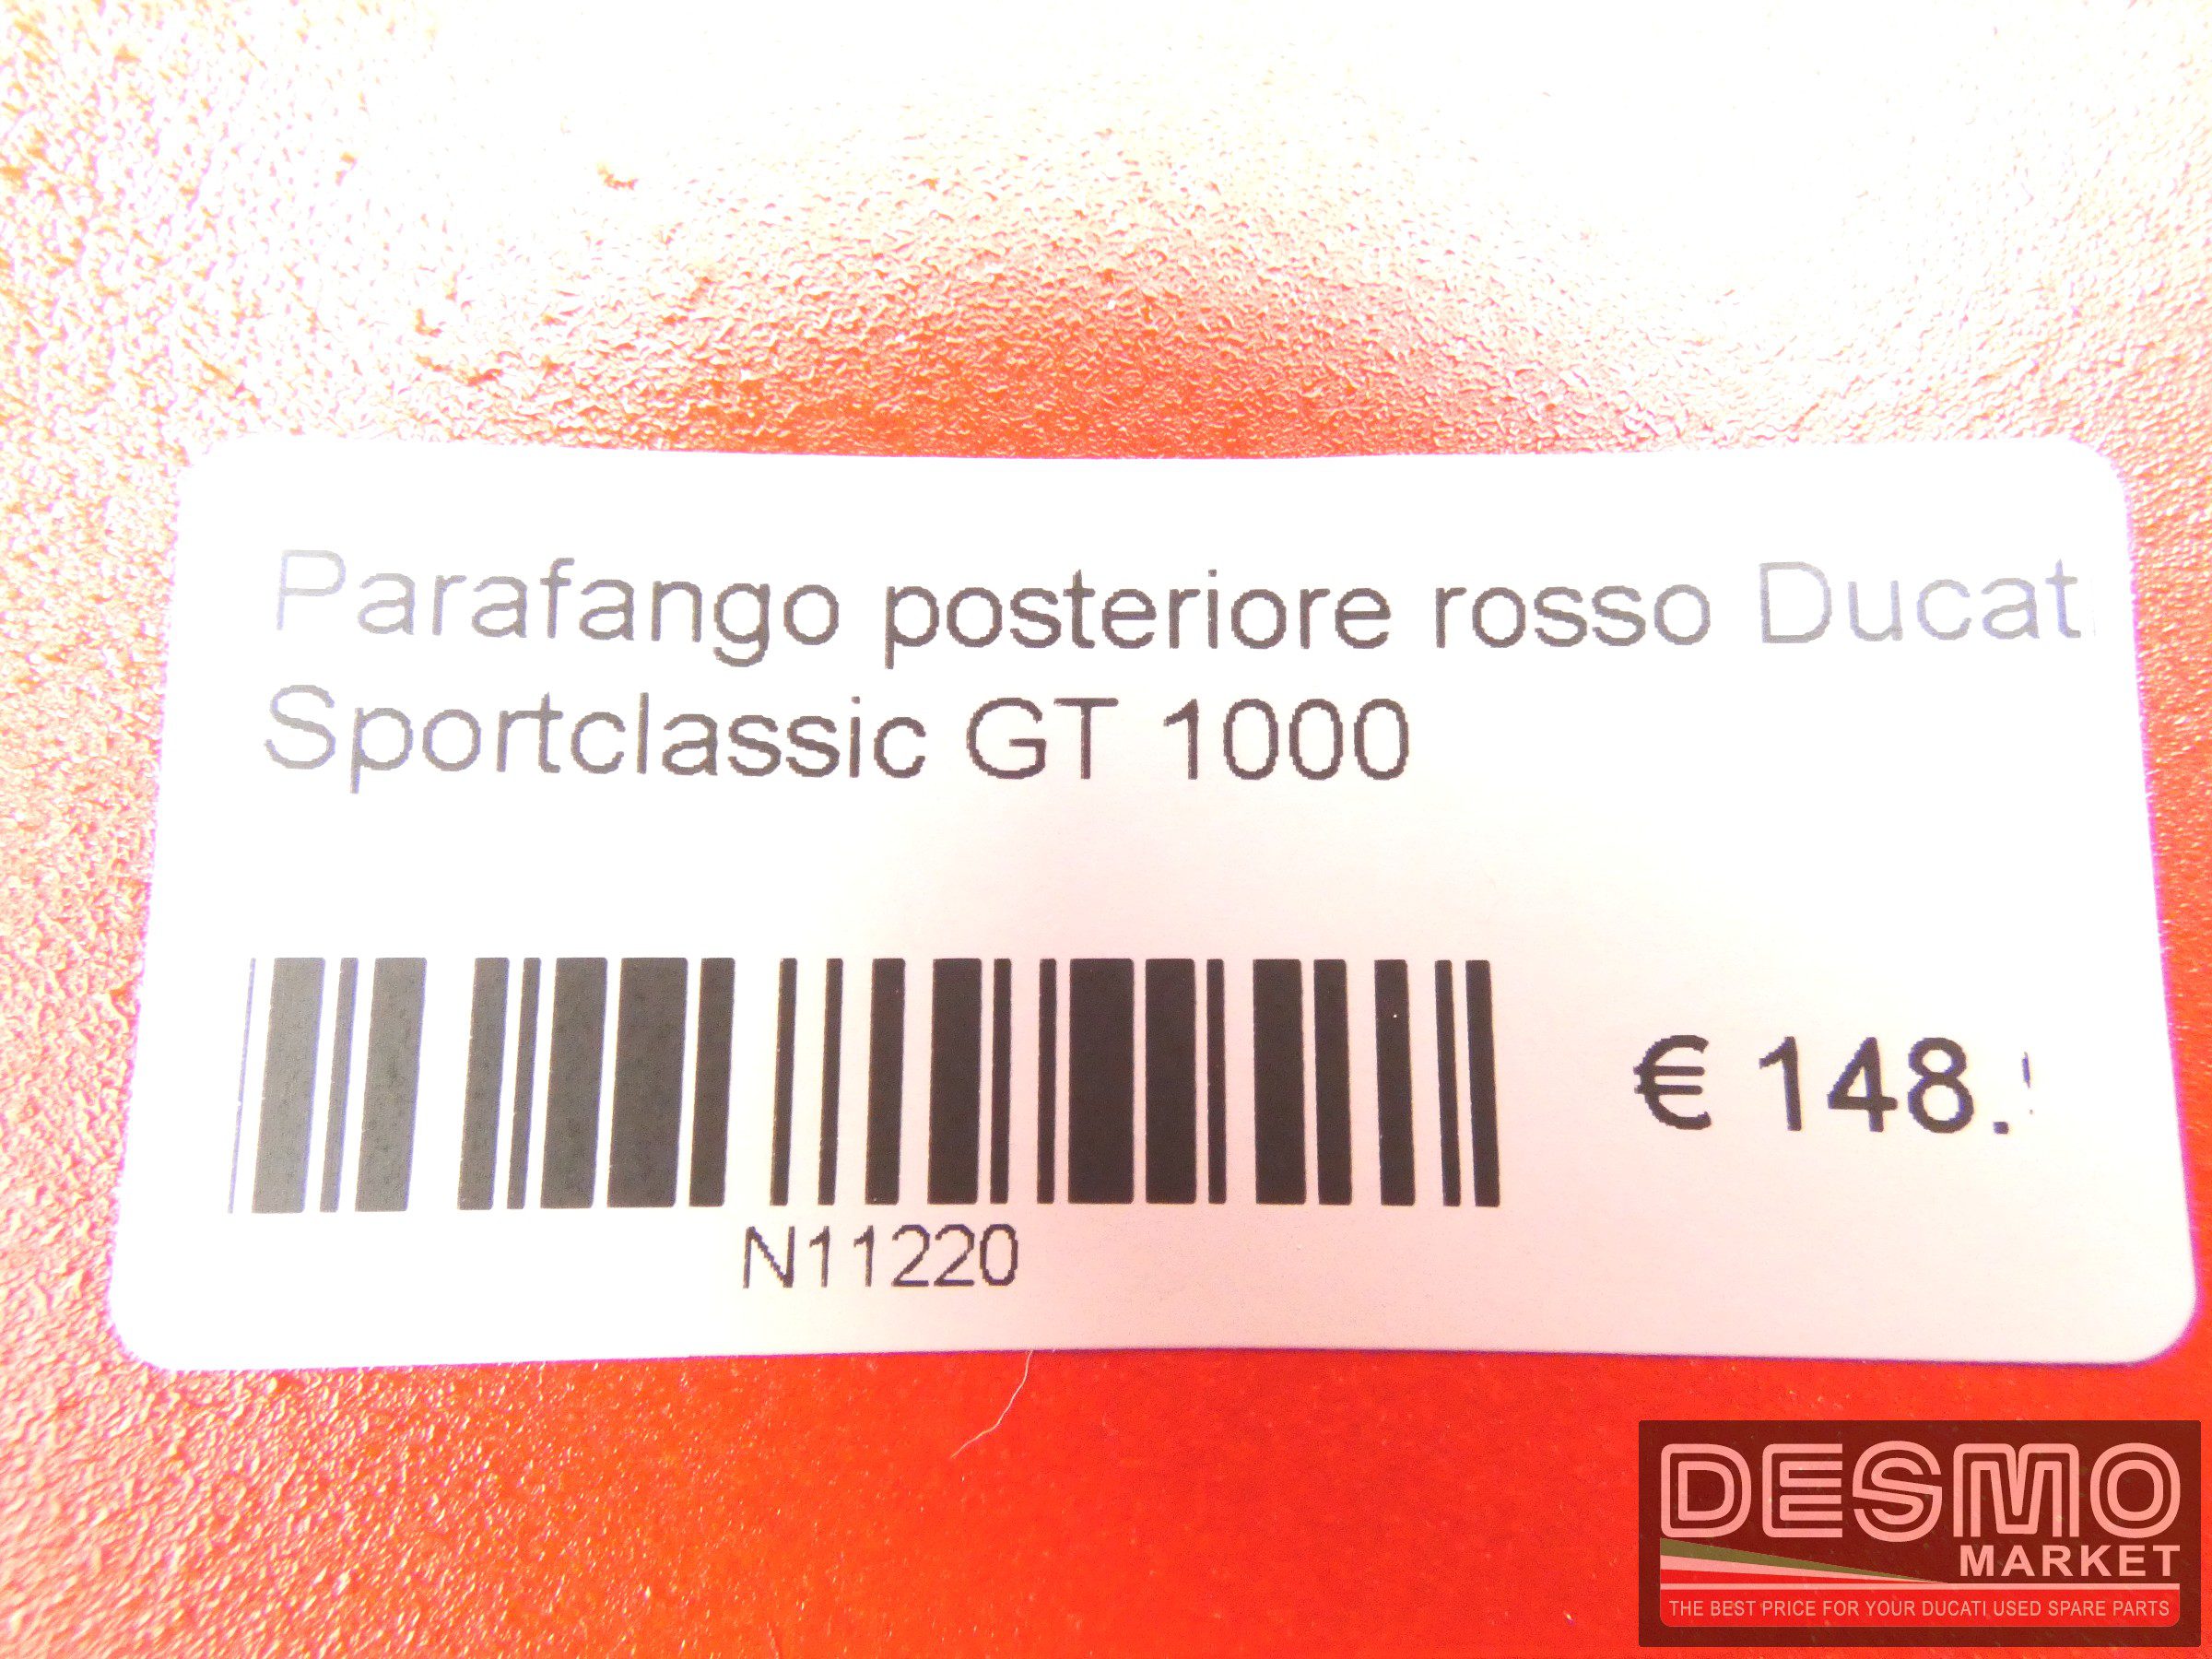 Parafango posteriore rosso Ducati
Sportclassic GT 1000
€ 148.
N11220
DESMO
MARKET
THE BEST PRICE FOR YOUR DUCATI USED SPARE PARTS